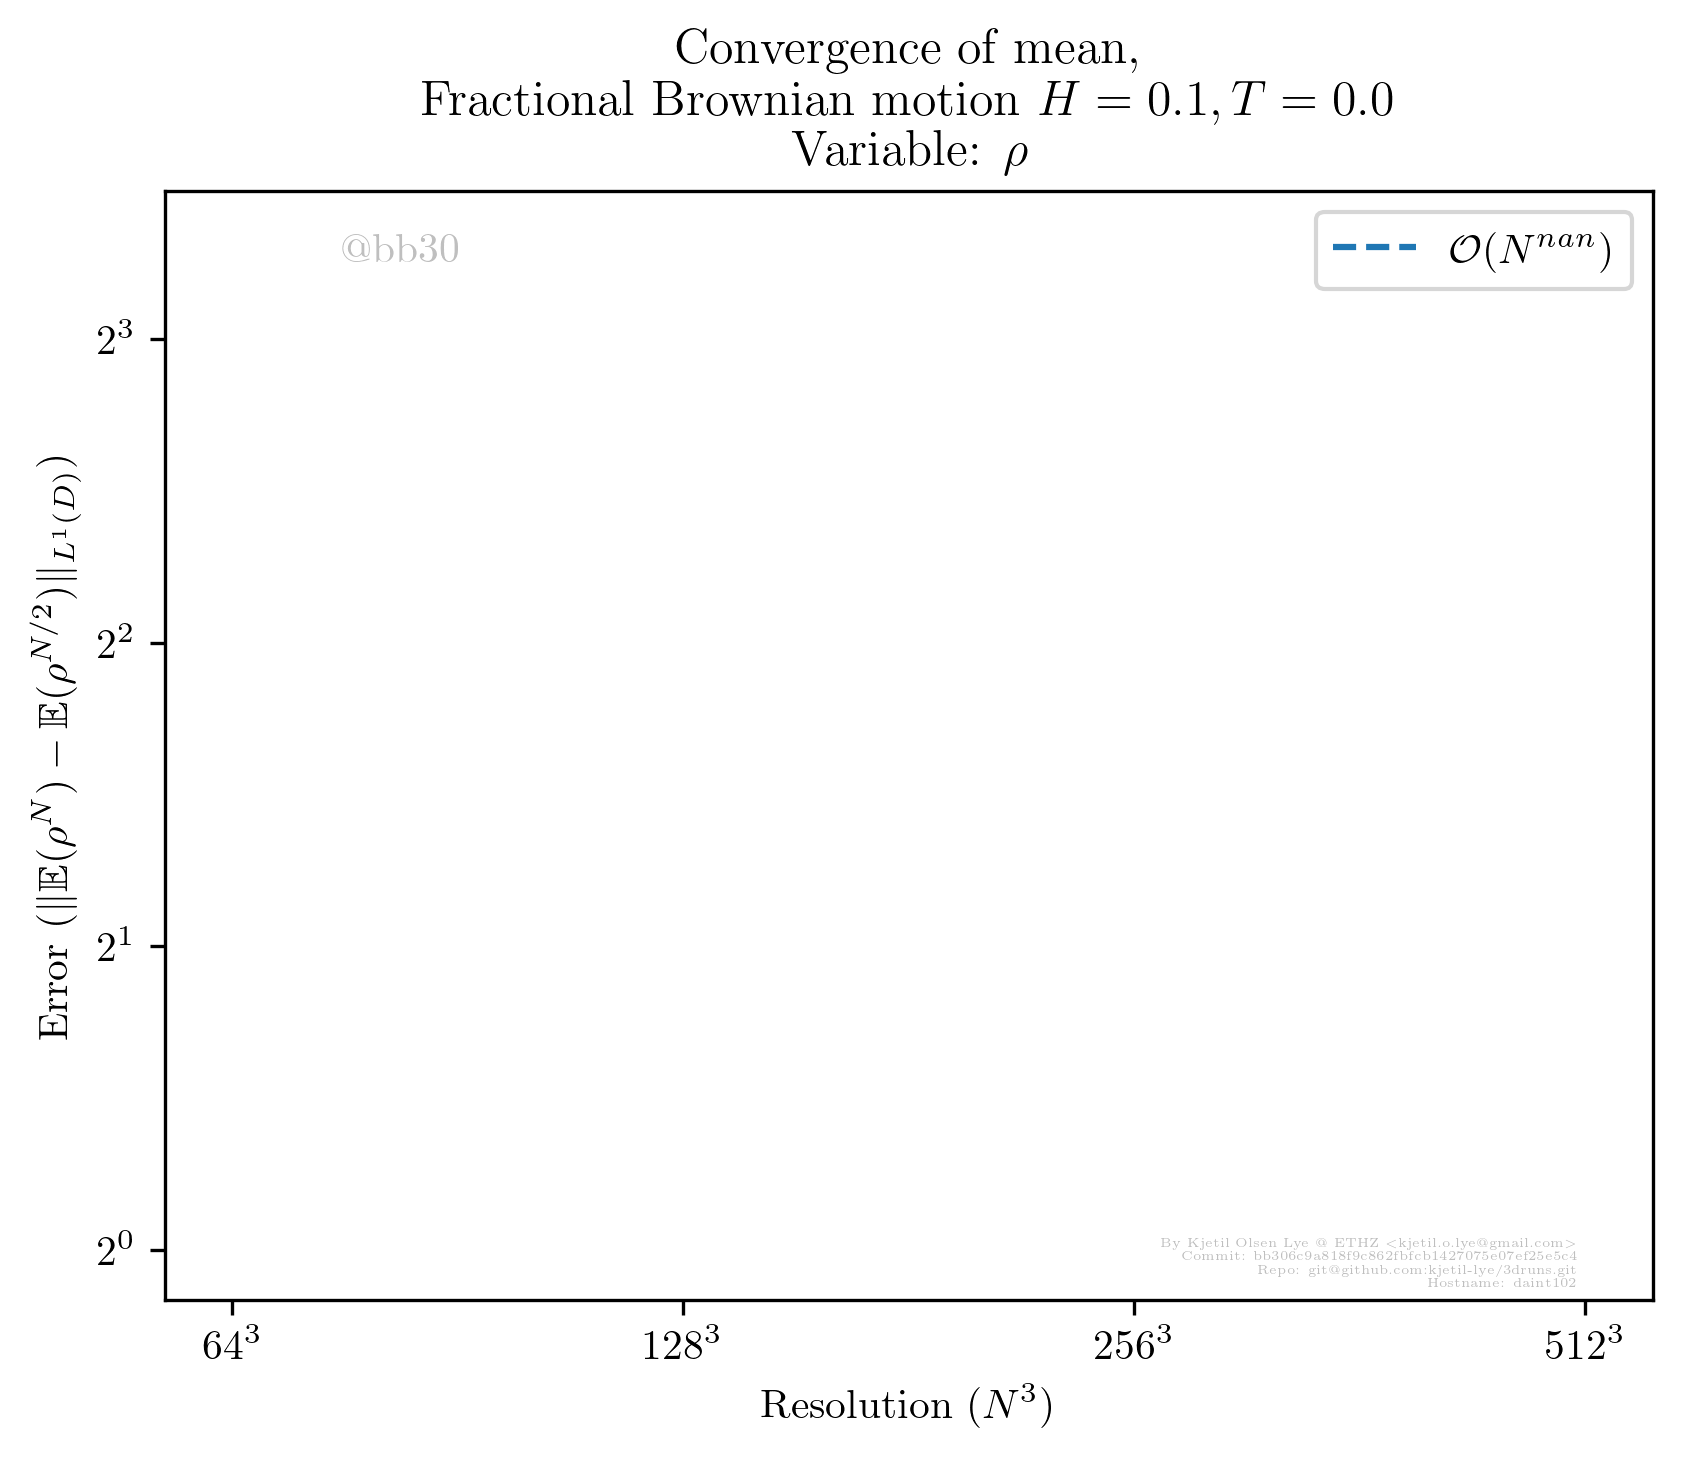 Convergence of mean,
Fractional Brownian motion H = 0.1, T = 0.0
Variable: ρ
@bb30
𝒪(N^{nan})
2^3
2^2
2^1
2^0
Error (‖𝔼(ρ^N) − 𝔼(ρ^{N/2})‖_{L^1(D)})
By Kjetil Olsen Lye @ ETHZ <kjetil.o.lye@gmail.com>
Commit: bb306c9a818f9c862fbfcb1427075e07ef25e5c4
Repo: git@github.com:kjetil-lye/3druns.git
Hostname: daint102
64^3 128^3 256^3 512^3
Resolution (N^3)